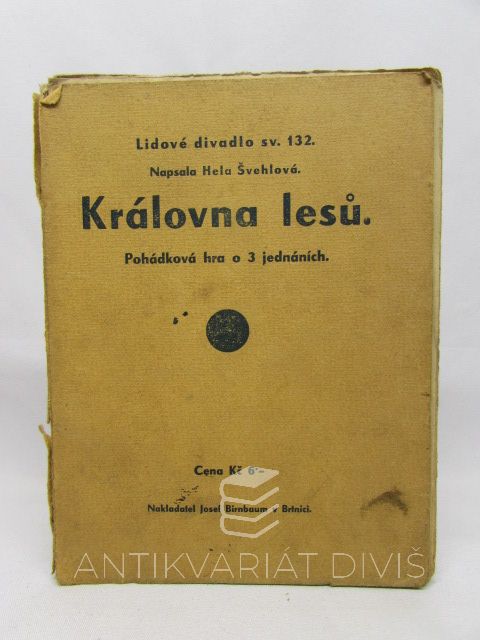 Lidové divadlo sv. 132.
Napsala Hela Švehlová.
Královna lesů.
Pohádková hra o 3 jednáních.
Cena Kč 6·–
Nakladatel Josef Birnbaum v Brtnici.
ANTIKVARIÁT DIVIŠ